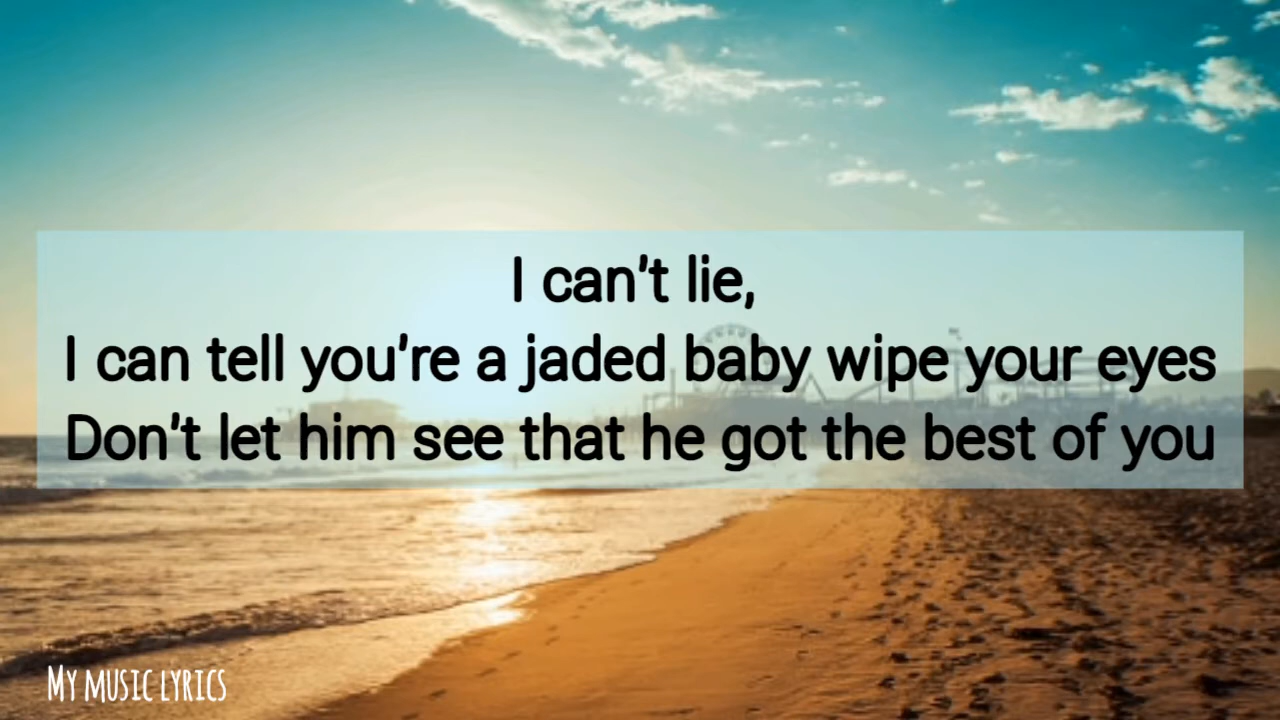 I can't lie,
I can tell you're a jaded baby wipe your eyes
Don't let him see that he got the best of you
My music lyrics